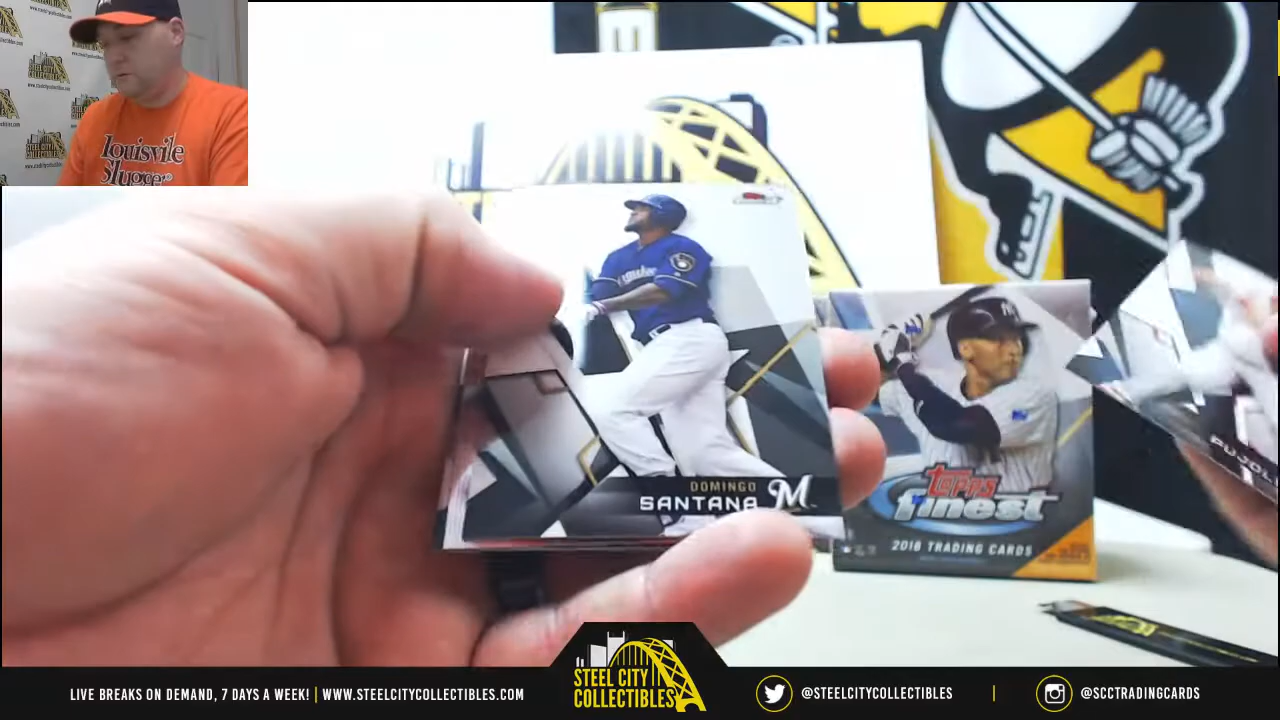 Louisville
Slugger
DOMINGO
SANTANA M
PUJOL
TOPPS
finest
2018 TRADING CARDS
LIVE BREAKS ON DEMAND, 7 DAYS A WEEK! | WWW.STEELCITYCOLLECTIBLES.COM
STEEL CITY
COLLECTIBLES
@STEELCITYCOLLECTIBLES | @SCCTRADINGCARDS